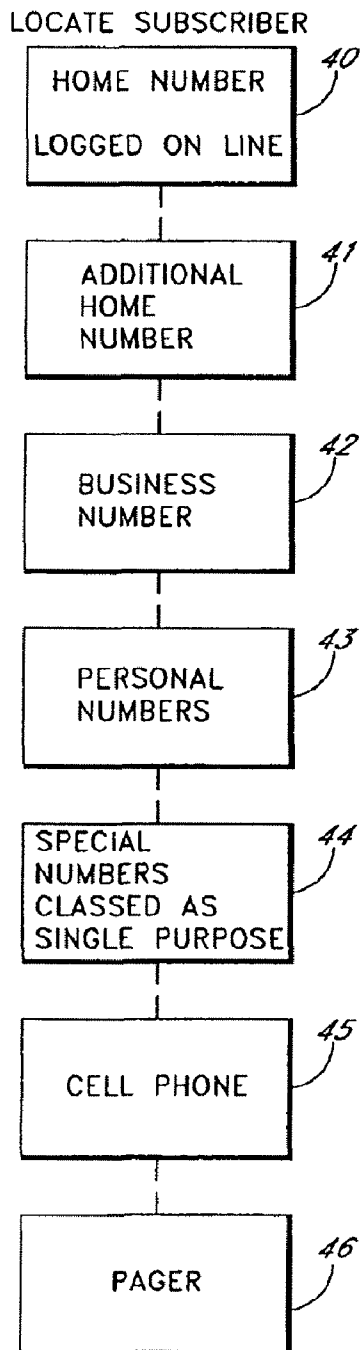 LOCATE SUBSCRIBER
HOME NUMBER
LOGGED ON LINE
40
ADDITIONAL
HOME
NUMBER
41
BUSINESS
NUMBER
42
PERSONAL
NUMBERS
43
SPECIAL
NUMBERS
CLASSED AS
SINGLE PURPOSE
44
CELL PHONE
45
PAGER
46